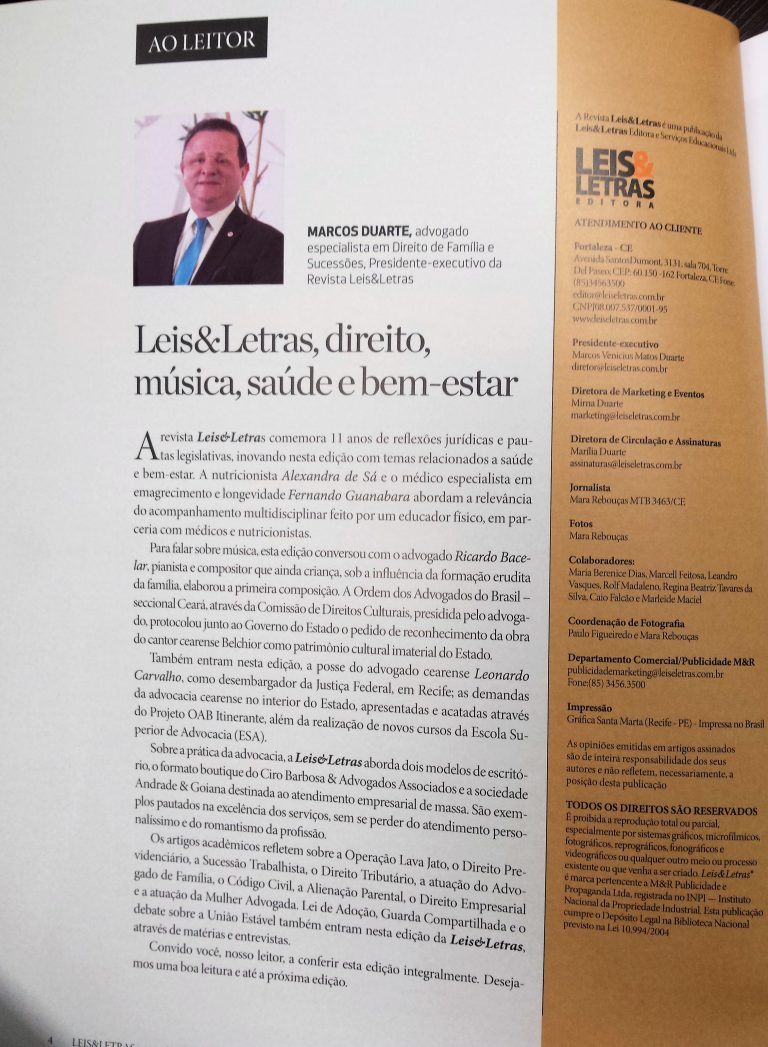 AO LEITOR
MARCOS DUARTE, advogado
especialista em Direito de Família e
Sucessões, Presidente-executivo da
Revista Leis&Letras
Leis&Letras, direito,
música, saúde e bem-estar
A revista Leis&Letras comemora 11 anos de reflexões jurídicas e pau-
tas legislativas, inovando nesta edição com temas relacionados a saúde
e bem-estar. A nutricionista Alexandra de Sá e o médico especialista em
emagrecimento e longevidade Fernando Guanabara abordam a relevância
do acompanhamento multidisciplinar feito por um educador físico, em par-
ceria com médicos e nutricionistas.
Para falar sobre música, esta edição conversou com o advogado Ricardo Bace-
lar, pianista e compositor que ainda criança, sob a influência da formação erudita
da família, elaborou a primeira composição. A Ordem dos Advogados do Brasil –
seccional Ceará, através da Comissão de Direitos Culturais, presidida pelo advoga-
do, protocolou junto ao Governo do Estado o pedido de reconhecimento da obra
do cantor cearense Belchior como patrimônio cultural imaterial do Estado.
Também entram nesta edição, a posse do advogado cearense Leonardo
Carvalho, como desembargador da Justiça Federal, em Recife; as demandas
da advocacia cearense no interior do Estado, apresentadas e acatadas através
do Projeto OAB Itinerante, além da realização de novos cursos da Escola Su-
perior de Advocacia (ESA).
Sobre a prática da advocacia, a Leis&Letras aborda dois modelos de escritó-
rio, o formato boutique do Ciro Barbosa & Advogados Associados e a sociedade
Andrade & Goiana destinada ao atendimento empresarial de massa. São exem-
plos pautados na excelência dos serviços, sem se perder do atendimento perso-
nalíssimo e do romantismo da profissão.
Os artigos acadêmicos refletem sobre a Operação Lava Jato, o Direito Pre-
videnciário, a Sucessão Trabalhista, o Direito Tributário, a atuação do Advo-
gado de Família, o Código Civil, a Alienação Parental, o Direito Empresarial
e a atuação da Mulher Advogada. Lei de Adoção, Guarda Compartilhada e o
debate sobre a União Estável também entram nesta edição da Leis&Letras,
através de matérias e entrevistas.
Convido você, nosso leitor, a conferir esta edição integralmente. Deseja-
mos uma boa leitura e até a próxima edição.
4 LEIS&LETRAS
A Revista Leis&Letras é uma publicação da
Leis&Letras Editora e Serviços Educacionais Ltda
LEIS&
LETRAS
EDITORA
ATENDIMENTO AO CLIENTE
Fortaleza - CE
Avenida Santos Dumont, 3131, sala 704, Torre
Del Paseo, CEP: 60.150 -162 Fortaleza, CE Fone:
(85)34563500
editor@leiseletras.com.br
CNPJ08.007.537/0001-95
www.leiseletras.com.br
Presidente-executivo
Marcos Venicius Matos Duarte
diretor@leiseletras.com.br
Diretora de Marketing e Eventos
Mirna Duarte
marketing@leiseletras.com.br
Diretora de Circulação e Assinaturas
Marília Duarte
assinaturas@leiseletras.com.br
Jornalista
Mara Rebouças MTB 3463/CE
Fotos
Mara Rebouças
Colaboradores:
Maria Berenice Dias, Marcell Feitosa, Leandro
Vasques, Rolf Madaleno, Regina Beatriz Tavares da
Silva, Caio Falcão e Marleide Maciel
Coordenação de Fotografia
Paulo Figueiredo e Mara Rebouças
Departamento Comercial/Publicidade M&R
publicidademarketing@leiseletras.com.br
Fone:(85) 3456.3500
Impressão
Gráfica Santa Marta (Recife - PE) - Impressa no Brasil
As opiniões emitidas em artigos assinados
são de inteira responsabilidade dos seus
autores e não refletem, necessariamente, a
posição desta publicação
TODOS OS DIREITOS SÃO RESERVADOS
É proibida a reprodução total ou parcial,
especialmente por sistemas gráficos, microfílmicos,
fotográficos, reprográficos, fonográficos e
videográficos ou qualquer outro meio ou processo
existente ou que venha a ser criado. Leis&Letras®
é marca pertencente a M&R Publicidade e
Propaganda Ltda, registrada no INPI — Instituto
Nacional da Propriedade Industrial. Esta publicação
cumpre o Depósito Legal na Biblioteca Nacional
previsto na Lei 10.994/2004